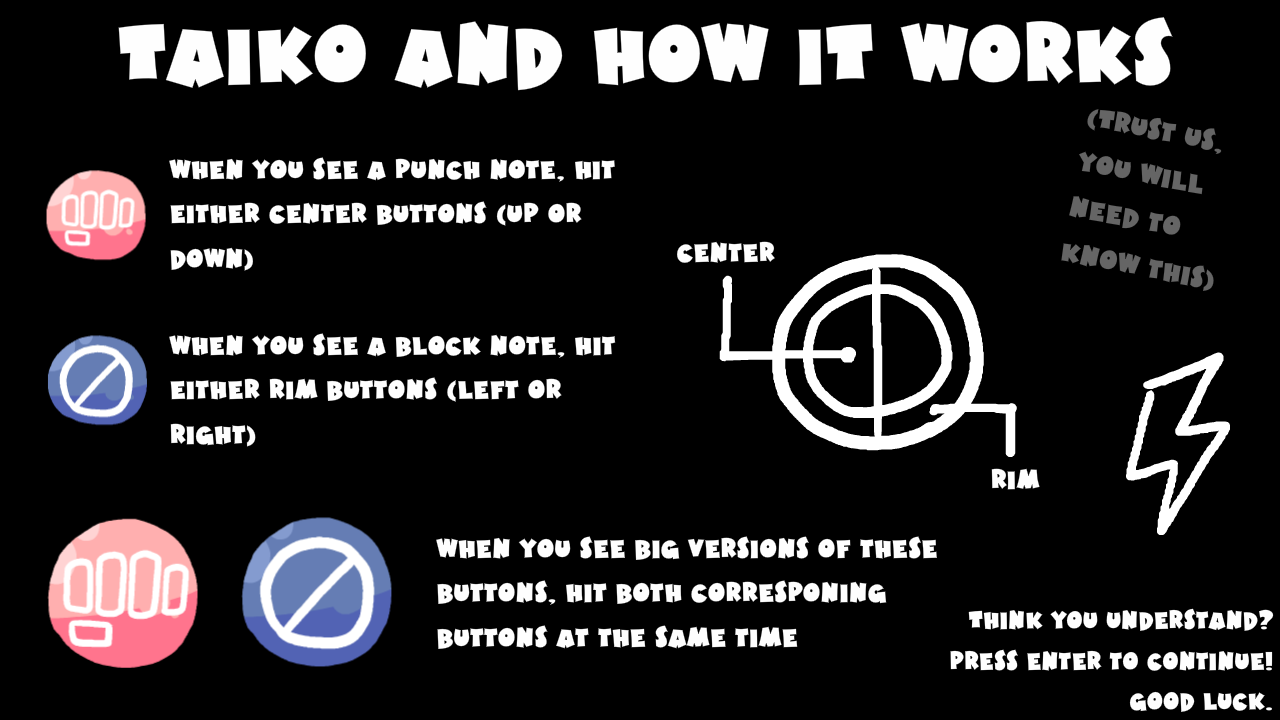 TAIKO AND HOW IT WORKS
(TRUST US,
YOU WILL
NEED TO
KNOW THIS)
WHEN YOU SEE A PUNCH NOTE, HIT
EITHER CENTER BUTTONS (UP OR
DOWN)
CENTER
WHEN YOU SEE A BLOCK NOTE, HIT
EITHER RIM BUTTONS (LEFT OR
RIGHT)
RIM
WHEN YOU SEE BIG VERSIONS OF THESE
BUTTONS, HIT BOTH CORRESPONING
BUTTONS AT THE SAME TIME
THINK YOU UNDERSTAND?
PRESS ENTER TO CONTINUE!
GOOD LUCK.